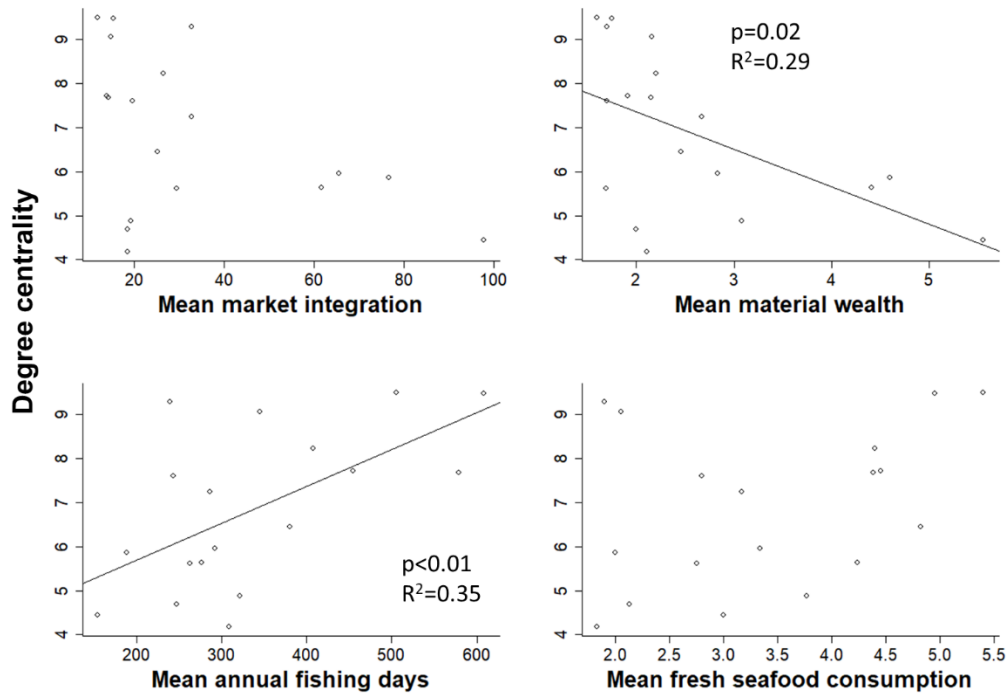 Degree centrality
9
8
7
6
5
4
20 40 60 80 100
Mean market integration
p=0.02
R²=0.29
9
8
7
6
5
4
2 3 4 5
Mean material wealth
9
8
7
6
5
4
p<0.01
R²=0.35
200 300 400 500 600
Mean annual fishing days
9
8
7
6
5
4
2.0 2.5 3.0 3.5 4.0 4.5 5.0 5.5
Mean fresh seafood consumption